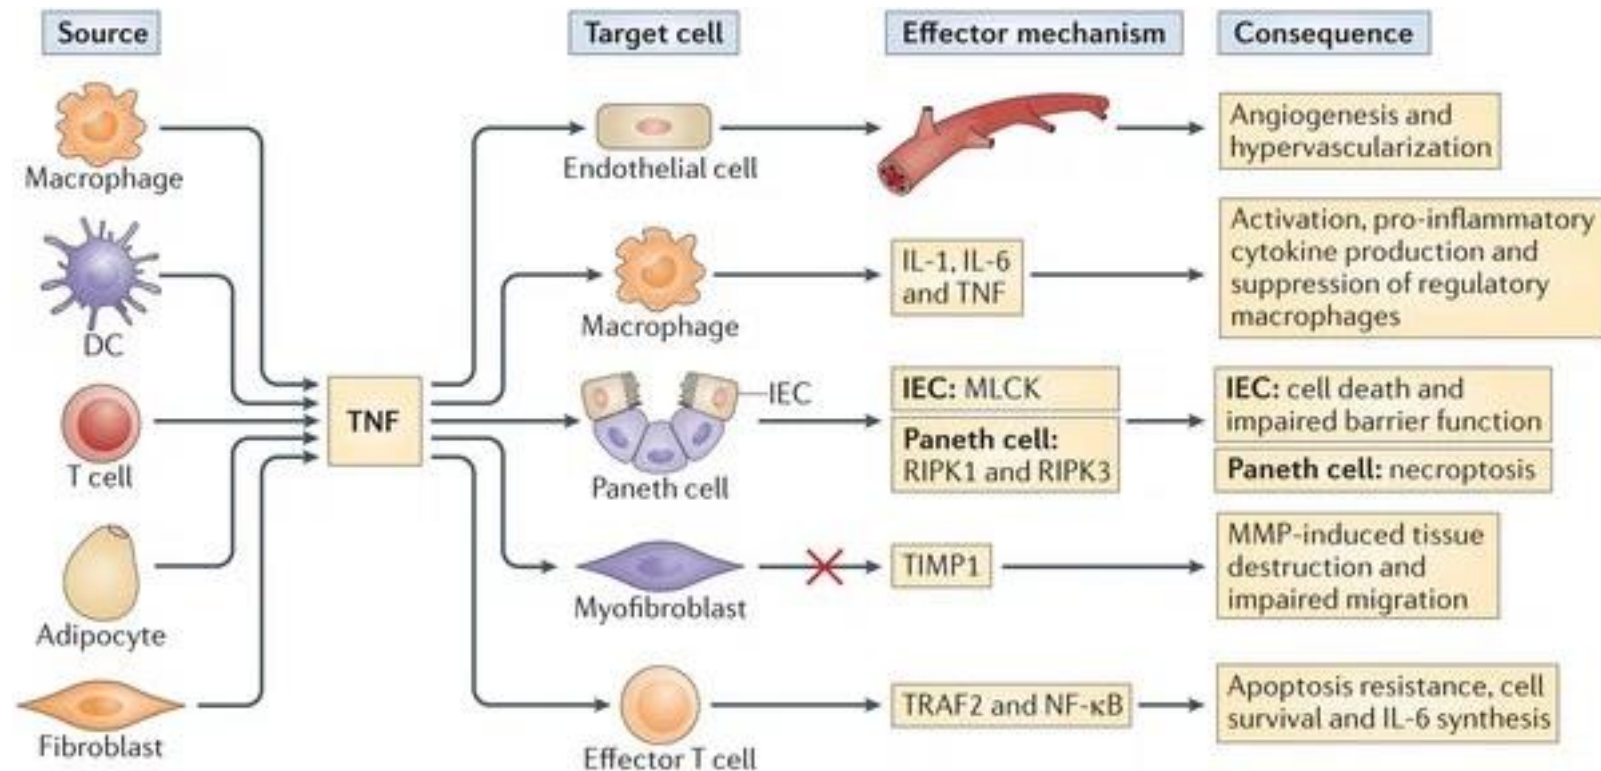 Source
Target cell
Effector mechanism
Consequence
Macrophage
DC
T cell
Adipocyte
Fibroblast
TNF
Endothelial cell
Angiogenesis and
hypervascularization
Macrophage
IL-1, IL-6
and TNF
Activation, pro-inflammatory
cytokine production and
suppression of regulatory
macrophages
IEC
Paneth cell
IEC: MLCK
Paneth cell:
RIPK1 and RIPK3
IEC: cell death and
impaired barrier function
Paneth cell: necroptosis
Myofibroblast
TIMP1
MMP-induced tissue
destruction and
impaired migration
Effector T cell
TRAF2 and NF-κB
Apoptosis resistance, cell
survival and IL-6 synthesis